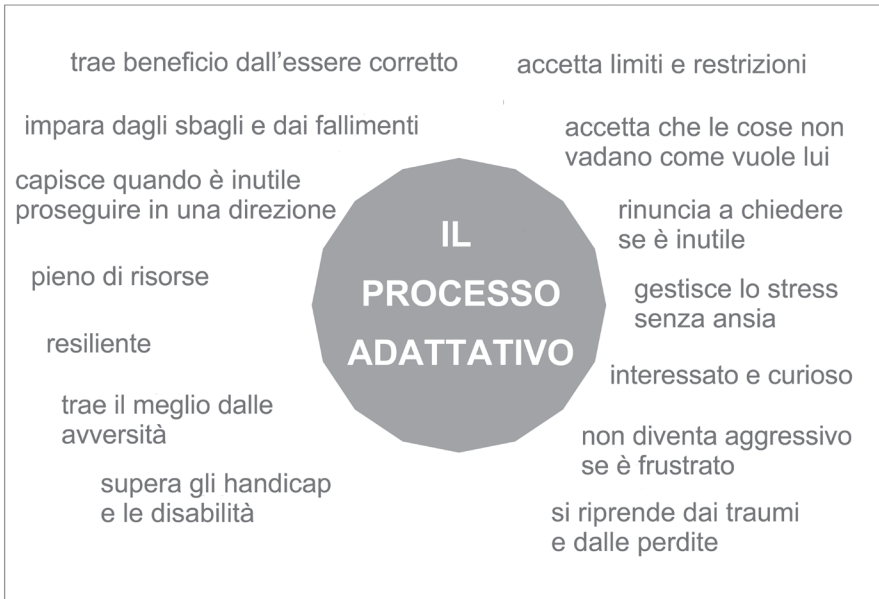 trae beneficio dall'essere corretto
accetta limiti e restrizioni
impara dagli sbagli e dai fallimenti
accetta che le cose non
vadano come vuole lui
capisce quando è inutile
proseguire in una direzione
rinuncia a chiedere
se è inutile
IL
PROCESSO
ADATTATIVO
pieno di risorse
gestisce lo stress
senza ansia
resiliente
interessato e curioso
trae il meglio dalle
avversità
non diventa aggressivo
se è frustrato
supera gli handicap
e le disabilità
si riprende dai traumi
e dalle perdite